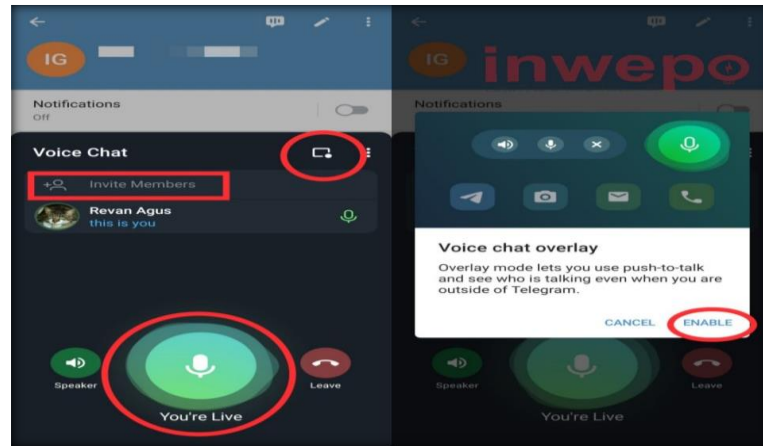 IG
Notifications
Off
Voice Chat
Invite Members
Revan Agus
this is you
Speaker
You're Live
Leave
IG
inwepo
Notifications
Voice chat overlay
Overlay mode lets you use push-to-talk
and see who is talking even when you are
outside of Telegram.
CANCEL
ENABLE
Speaker
You're Live
Leave